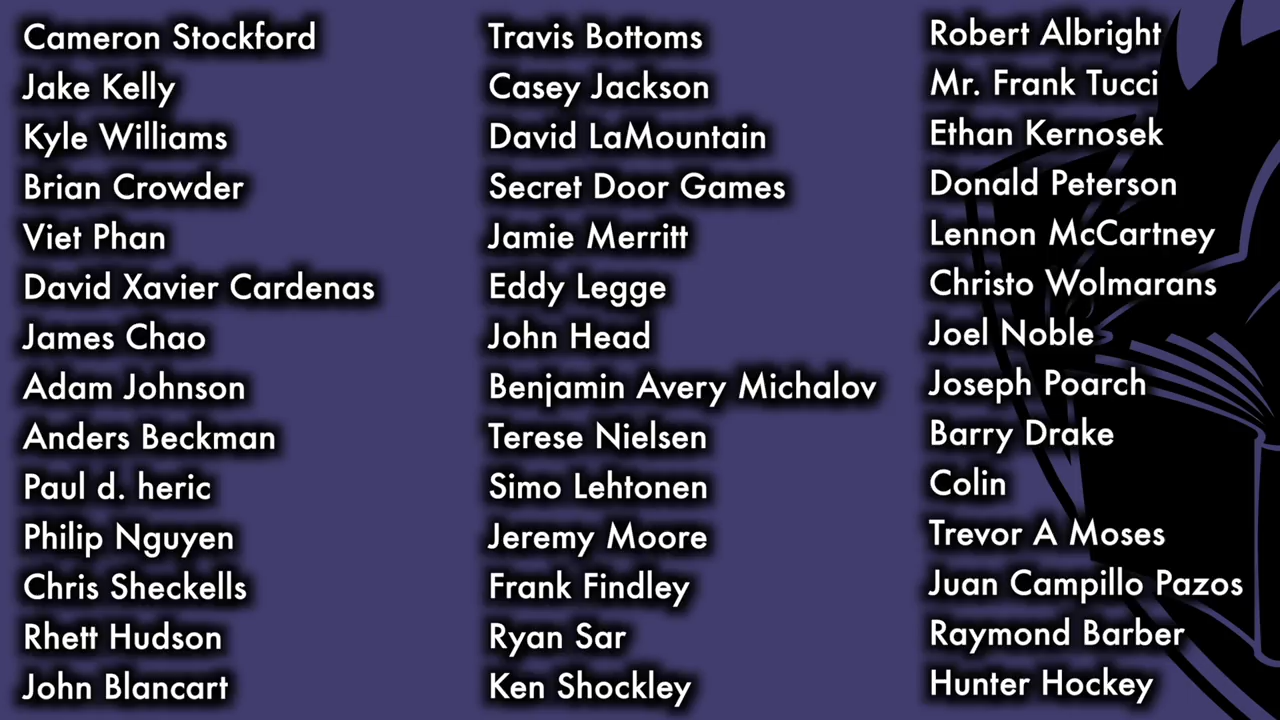 Cameron Stockford
Jake Kelly
Kyle Williams
Brian Crowder
Viet Phan
David Xavier Cardenas
James Chao
Adam Johnson
Anders Beckman
Paul d. heric
Philip Nguyen
Chris Sheckells
Rhett Hudson
John Blancart
Travis Bottoms
Casey Jackson
David LaMountain
Secret Door Games
Jamie Merritt
Eddy Legge
John Head
Benjamin Avery Michalov
Terese Nielsen
Simo Lehtonen
Jeremy Moore
Frank Findley
Ryan Sar
Ken Shockley
Robert Albright
Mr. Frank Tucci
Ethan Kernosek
Donald Peterson
Lennon McCartney
Christo Wolmarans
Joel Noble
Joseph Poarch
Barry Drake
Colin
Trevor A Moses
Juan Campillo Pazos
Raymond Barber
Hunter Hockey